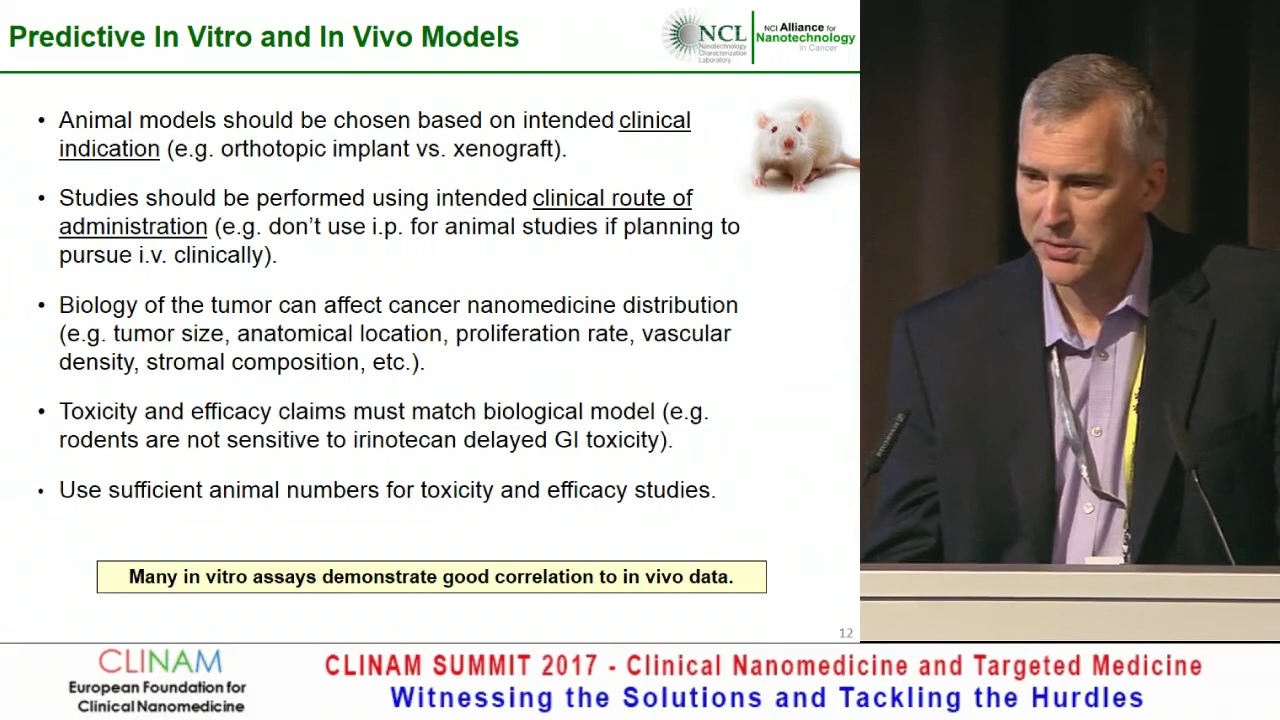 Predictive In Vitro and In Vivo Models
NCL
Nanotechnology
Characterization
Laboratory
NCI Alliance for
Nanotechnology
in Cancer
• Animal models should be chosen based on intended clinical
indication (e.g. orthotopic implant vs. xenograft).
• Studies should be performed using intended clinical route of
administration (e.g. don’t use i.p. for animal studies if planning to
pursue i.v. clinically).
• Biology of the tumor can affect cancer nanomedicine distribution
(e.g. tumor size, anatomical location, proliferation rate, vascular
density, stromal composition, etc.).
• Toxicity and efficacy claims must match biological model (e.g.
rodents are not sensitive to irinotecan delayed GI toxicity).
• Use sufficient animal numbers for toxicity and efficacy studies.
Many in vitro assays demonstrate good correlation to in vivo data.
12
CLINAM
European Foundation for
Clinical Nanomedicine
CLINAM SUMMIT 2017 - Clinical Nanomedicine and Targeted Medicine
Witnessing the Solutions and Tackling the Hurdles